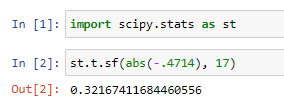 In [1]: import scipy.stats as st
In [2]: st.t.sf(abs(-.4714), 17)
Out[2]: 0.32167411684460556